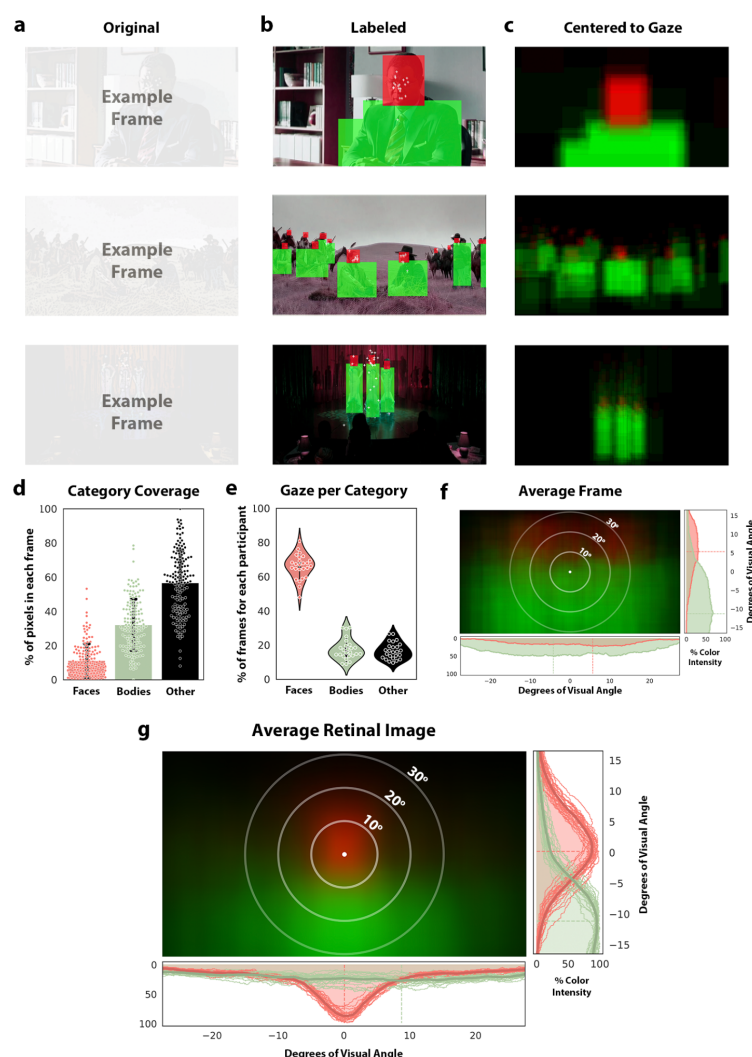 a
Original
b
Labeled
c
Centered to Gaze
Example
Frame
Example
Frame
Example
Frame
d
Category Coverage
% of pixels in each frame
100
80
60
40
20
0
Faces
Bodies
Other
e
Gaze per Category
% of frames for each participant
100
80
60
40
20
0
Faces
Bodies
Other
f
Average Frame
30°
20°
10°
15
10
5
0
−5
−10
−15
Degrees of Visual Angle
0 50 100
% Color
Intensity
0
50
100
−20 −10 0 10 20
Degrees of Visual Angle
g
Average Retinal Image
30°
20°
10°
15
10
5
0
−5
−10
−15
Degrees of Visual Angle
0 50 100
% Color
Intensity
0
50
100
−20 −10 0 10 20
Degrees of Visual Angle